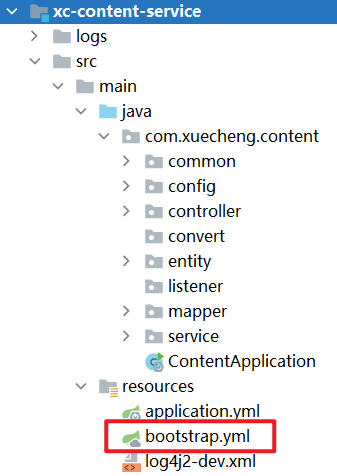 xc-content-service
logs
src
main
java
com.xuecheng.content
common
config
controller
convert
entity
listener
mapper
service
ContentApplication
resources
application.yml
bootstrap.yml
log4j2-dev.xml